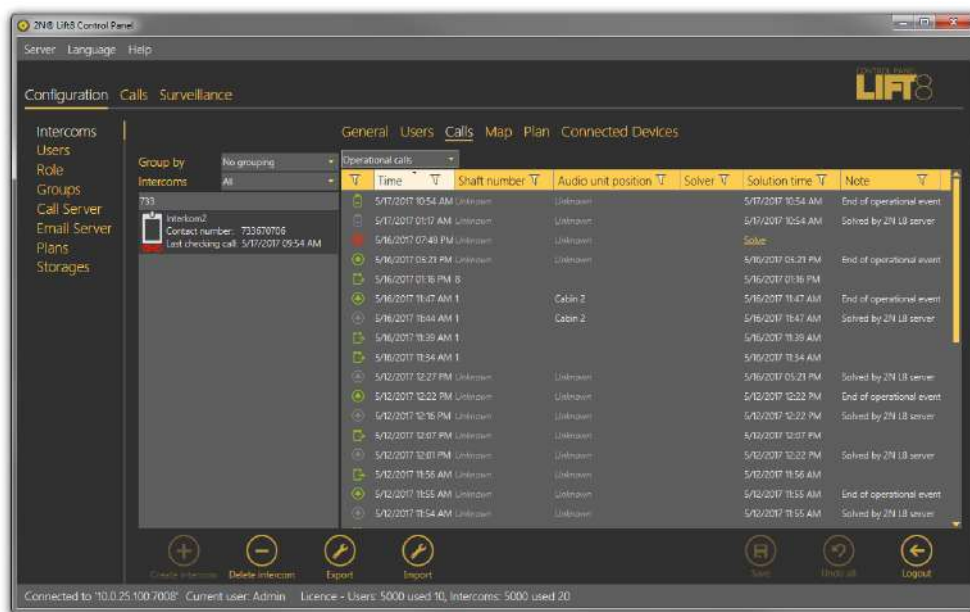 2N® Lift8 Control Panel
Server Language Help
Configuration Calls Surveillance
CONTROL PANEL
LIFT8
Intercoms
Users
Role
Groups
Call Server
Email Server
Plans
Storages
General Users Calls Map Plan Connected Devices
Group by No grouping
Intercoms All
733
Interkom2
Contact number: 733670706
Last checking call: 5/17/2017 09:54 AM
Operational calls
Time Shaft number Audio unit position Solver Solution time Note
5/17/2017 10:54 AM Unknown Unknown 5/17/2017 10:54 AM End of operational event
5/17/2017 01:17 AM Unknown Unknown 5/17/2017 10:54 AM Solved by 2N L8 server
5/16/2017 07:49 PM Unknown Unknown Solve
5/16/2017 05:21 PM Unknown Unknown 5/16/2017 05:21 PM End of operational event
5/16/2017 01:16 PM 8 5/16/2017 01:16 PM
5/16/2017 11:47 AM 1 Cabin 2 5/16/2017 11:47 AM End of operational event
5/16/2017 11:44 AM 1 Cabin 2 5/16/2017 11:47 AM Solved by 2N L8 server
5/16/2017 11:39 AM 1 5/16/2017 11:39 AM
5/16/2017 11:34 AM 1 5/16/2017 11:34 AM
5/12/2017 12:27 PM Unknown Unknown 5/16/2017 05:21 PM Solved by 2N L8 server
5/12/2017 12:22 PM Unknown Unknown 5/12/2017 12:22 PM End of operational event
5/12/2017 12:16 PM Unknown Unknown 5/12/2017 12:22 PM Solved by 2N L8 server
5/12/2017 12:07 PM Unknown Unknown 5/12/2017 12:07 PM
5/12/2017 12:01 PM Unknown Unknown 5/12/2017 12:22 PM Solved by 2N L8 server
5/12/2017 11:56 AM Unknown Unknown 5/12/2017 11:56 AM
5/12/2017 11:55 AM Unknown Unknown 5/12/2017 11:55 AM End of operational event
5/12/2017 11:54 AM Unknown Unknown 5/12/2017 11:55 AM Solved by 2N L8 server
Create intercom Delete intercom Export Import Save Undo all Logout
Connected to '10.0.25.100:7008' Current user: Admin Licence - Users: 5000 used 10, Intercoms: 5000 used 20